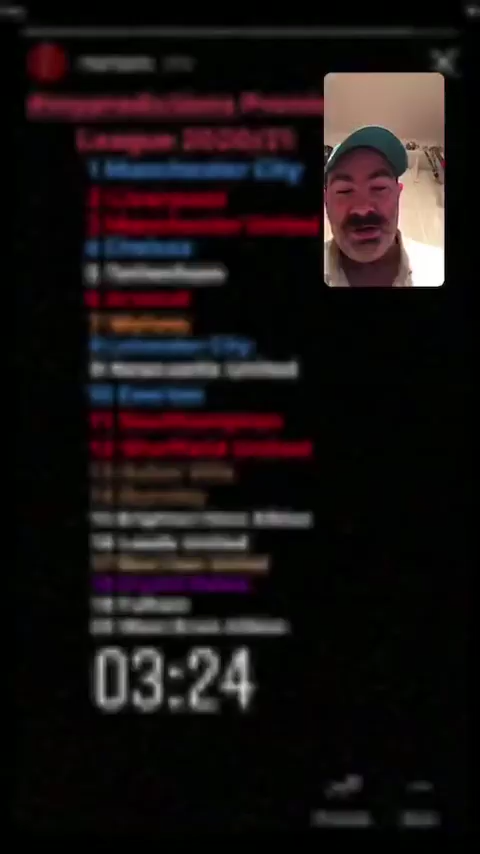 League 2020/21
1 Manchester City
2 Liverpool
3 Manchester United
4 Chelsea
5 Tottenham
6 Arsenal
7 Wolves
8 Leicester City
9 Newcastle United
10 Everton
11 Southampton
12 Sheffield United
13 Aston Villa
14 Burnley
15 Brighton Hove Albion
16 Leeds United
17 West Ham United
18 Crystal Palace
19 Fulham
20 West Brom Albion
03:24